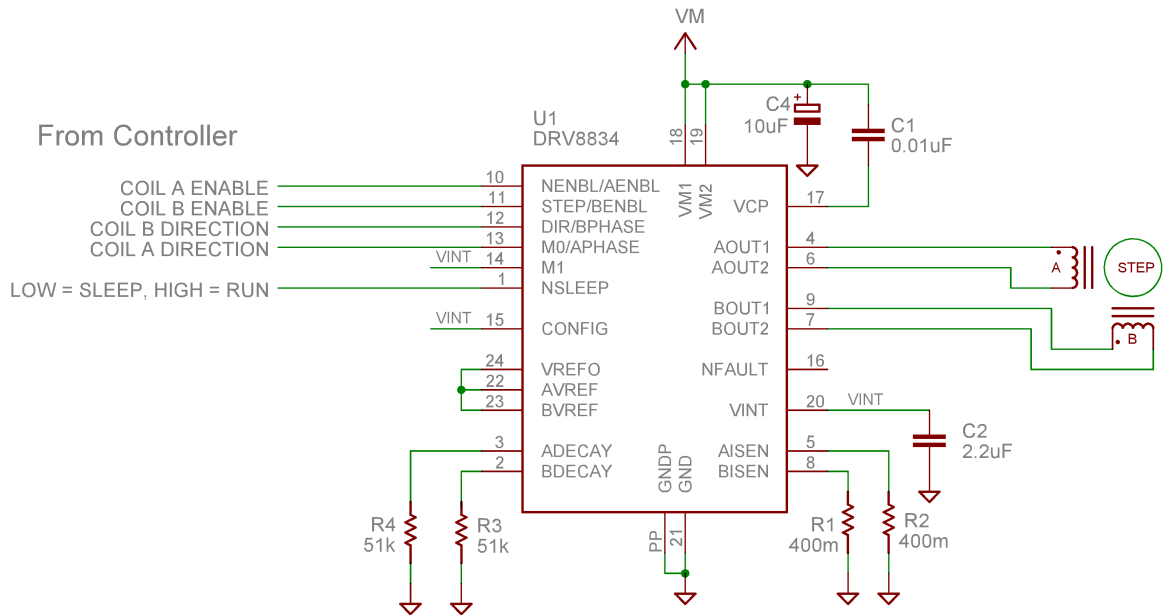 VM
U1
DRV8834
From Controller
C4
+
10uF
C1
0.01uF
18
19
VM1
VM2
COIL A ENABLE
10
NENBL/AENBL
COIL B ENABLE
11
STEP/BENBL
VCP
17
COIL B DIRECTION
12
DIR/BPHASE
COIL A DIRECTION
13
M0/APHASE
AOUT1
4
VINT
14
M1
AOUT2
6
A
STEP
LOW = SLEEP, HIGH = RUN
1
NSLEEP
BOUT1
9
VINT
15
CONFIG
BOUT2
7
B
24
VREFO
NFAULT
16
22
AVREF
23
BVREF
VINT
20
VINT
C2
2.2uF
3
ADECAY
AISEN
5
2
BDECAY
BISEN
8
GNDP
GND
PP
21
R4
51k
R3
51k
R1
400m
R2
400m